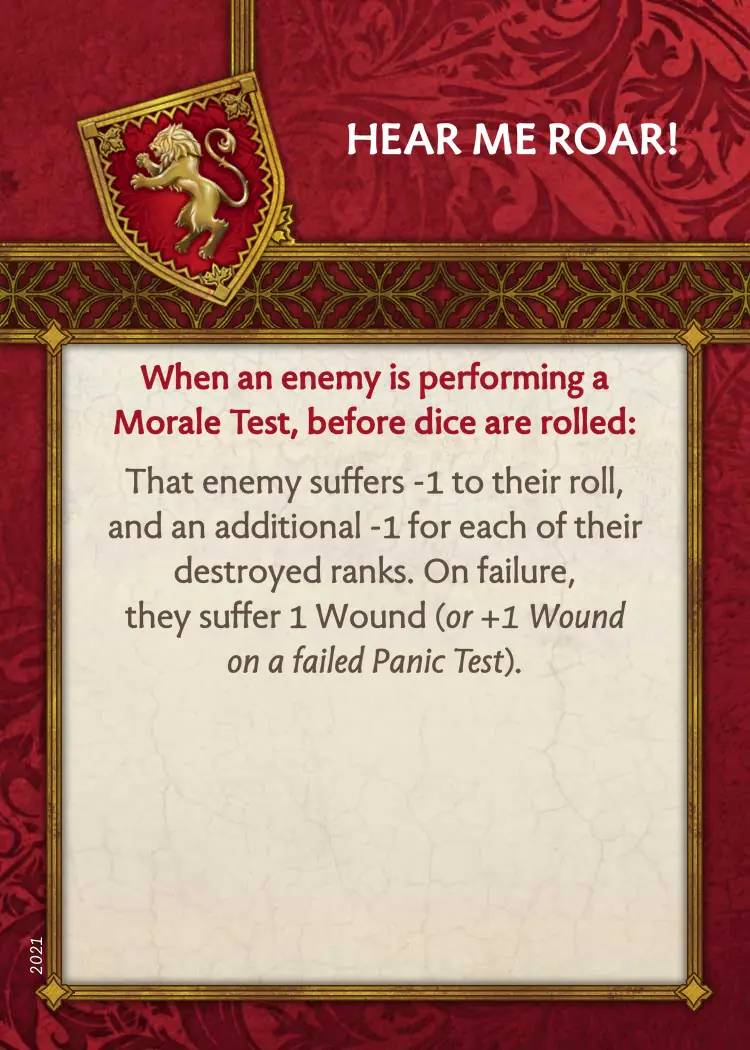 HEAR ME ROAR!
When an enemy is performing a
Morale Test, before dice are rolled:
That enemy suffers -1 to their roll,
and an additional -1 for each of their
destroyed ranks. On failure,
they suffer 1 Wound (or +1 Wound
on a failed Panic Test).
2021